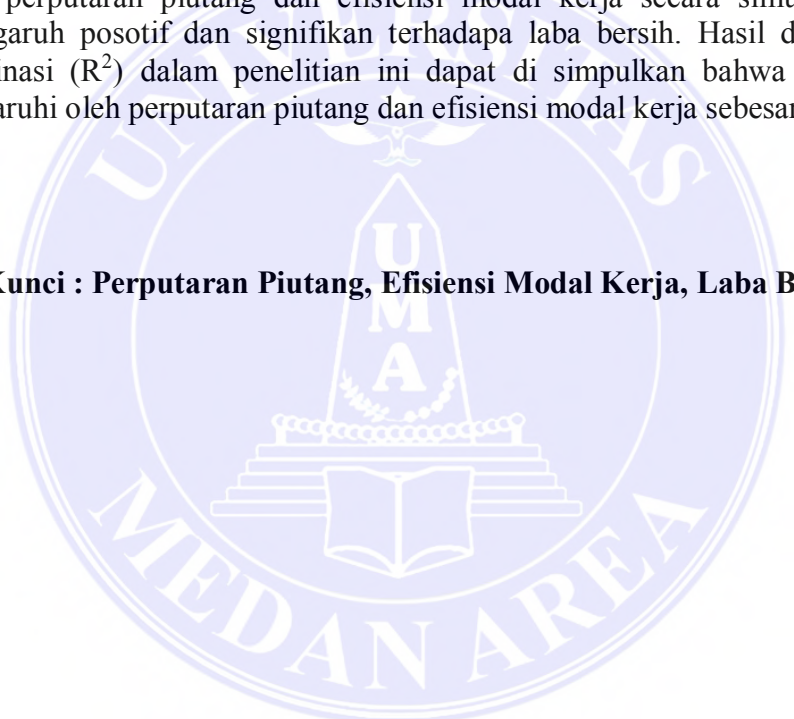 perputaran piutang dan efisiensi modal kerja secara
garuh posotif dan signifikan terhadapa laba bersih. Hasil
inasi (R²) dalam penelitian ini dapat di simpulkan bahwa
aruhi oleh perputaran piutang dan efisiensi modal kerja sebesar
Kunci : Perputaran Piutang, Efisiensi Modal Kerja, Laba B
UNIVERSITAS
UMA
MEDAN AREA